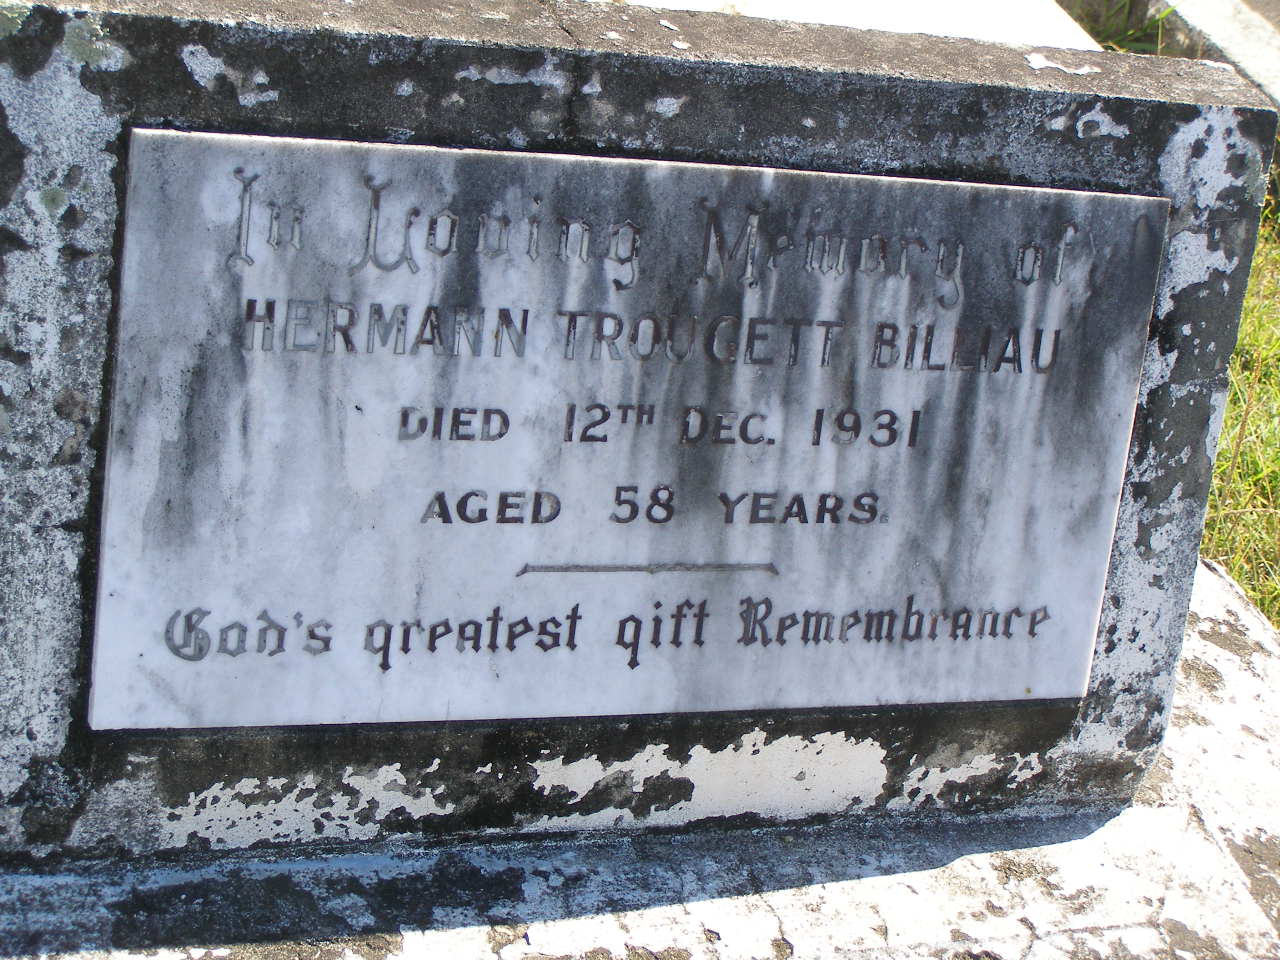 In Loving Memory of
HERMANN TROUGETT BILLIAU
DIED 12TH DEC. 1931
AGED 58 YEARS.
God's greatest gift Remembrance